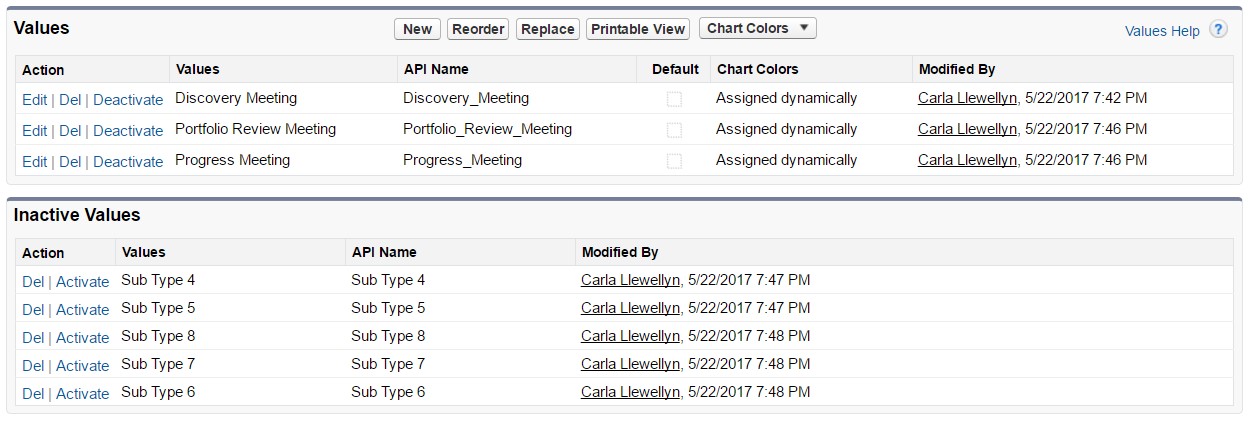 Values New Reorder Replace Printable View Chart Colors Values Help ?
Action Values API Name Default Chart Colors Modified By
Edit | Del | Deactivate Discovery Meeting Discovery_Meeting Assigned dynamically Carla Llewellyn, 5/22/2017 7:42 PM
Edit | Del | Deactivate Portfolio Review Meeting Portfolio_Review_Meeting Assigned dynamically Carla Llewellyn, 5/22/2017 7:46 PM
Edit | Del | Deactivate Progress Meeting Progress_Meeting Assigned dynamically Carla Llewellyn, 5/22/2017 7:46 PM
Inactive Values
Action Values API Name Modified By
Del | Activate Sub Type 4 Sub Type 4 Carla Llewellyn, 5/22/2017 7:47 PM
Del | Activate Sub Type 5 Sub Type 5 Carla Llewellyn, 5/22/2017 7:47 PM
Del | Activate Sub Type 8 Sub Type 8 Carla Llewellyn, 5/22/2017 7:48 PM
Del | Activate Sub Type 7 Sub Type 7 Carla Llewellyn, 5/22/2017 7:48 PM
Del | Activate Sub Type 6 Sub Type 6 Carla Llewellyn, 5/22/2017 7:48 PM